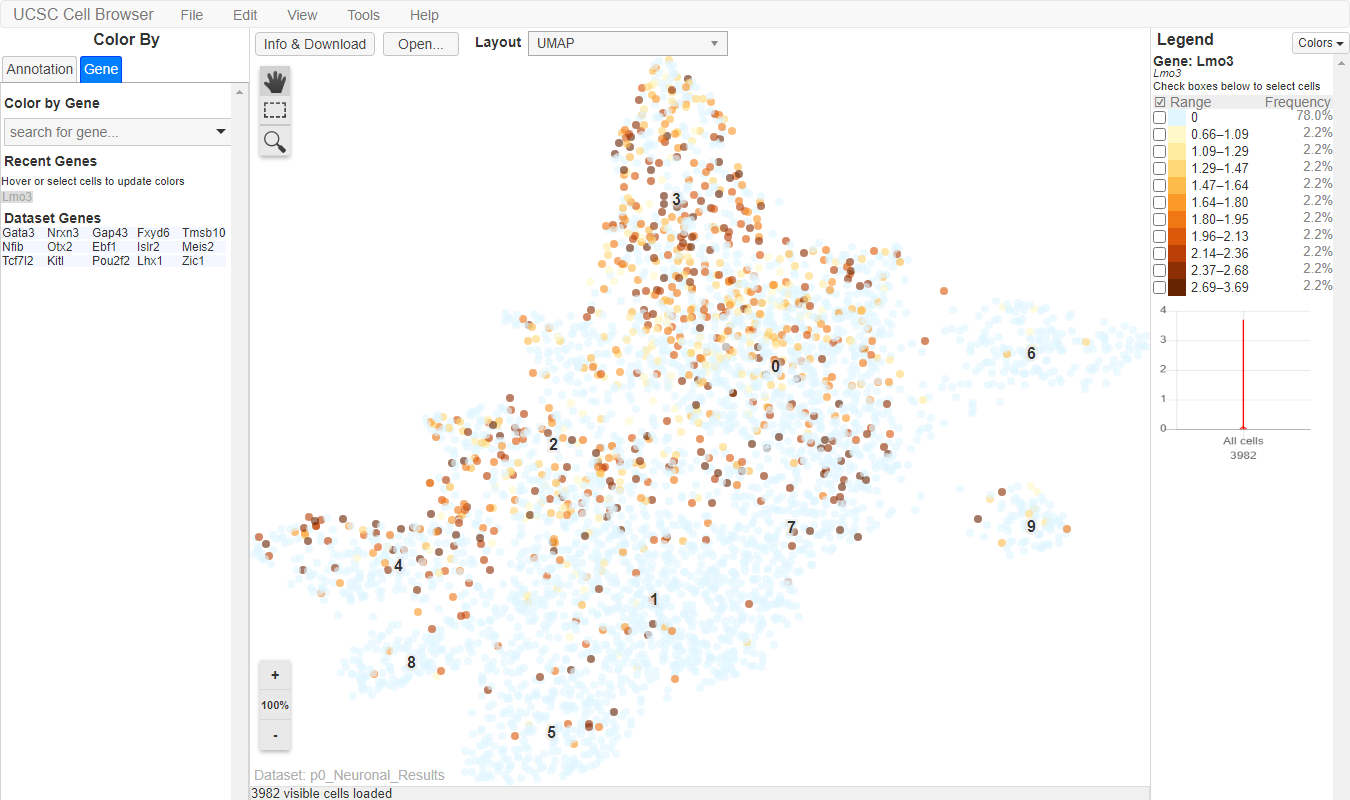 UCSC Cell Browser File Edit View Tools Help
Color By
Annotation Gene
Color by Gene
search for gene...
Recent Genes
Hover or select cells to update colors
Lmo3
Dataset Genes
Gata3 Nrxn3 Gap43 Fxyd6 Tmsb10
Nfib Otx2 Ebf1 Islr2 Meis2
Tcf7l2 Kitl Pou2f2 Lhx1 Zic1
Info & Download Open... Layout UMAP
3
0
6
2
7
9
4
1
8
5
+
100%
-
Dataset: p0_Neuronal_Results
3982 visible cells loaded
Legend Colors
Gene: Lmo3
Lmo3
Check boxes below to select cells
Range Frequency
0 78.0%
0.66–1.09 2.2%
1.09–1.29 2.2%
1.29–1.47 2.2%
1.47–1.64 2.2%
1.64–1.80 2.2%
1.80–1.95 2.2%
1.96–2.13 2.2%
2.14–2.36 2.2%
2.37–2.68 2.2%
2.69–3.69 2.2%
4
3
2
1
0
All cells
3982